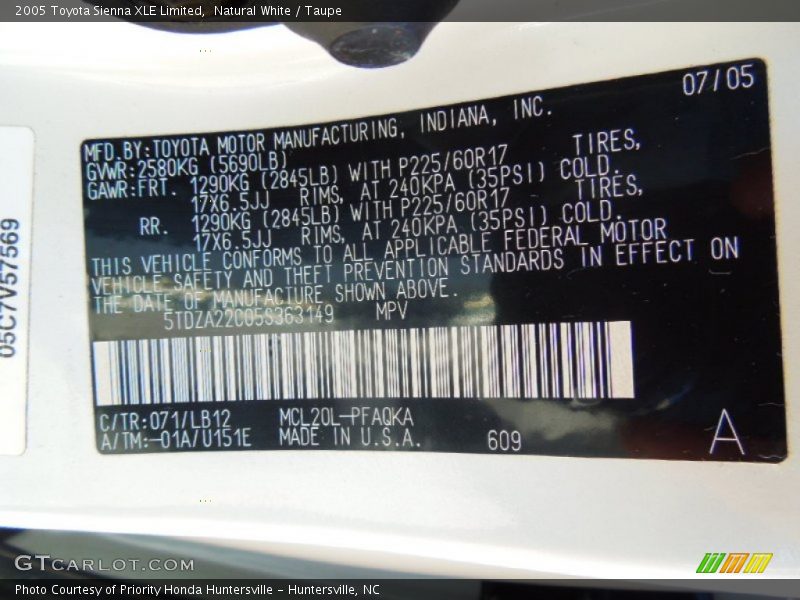 2005 Toyota Sienna XLE Limited, Natural White / Taupe
07/05
MFD.BY:TOYOTA MOTOR MANUFACTURING, INDIANA, INC.
GVWR:2580KG (5690LB)
GAWR:FRT. 1290KG (2845LB) WITH P225/60R17 TIRES,
17X6.5JJ RIMS, AT 240KPA (35PSI) COLD.
RR. 1290KG (2845LB) WITH P225/60R17 TIRES,
17X6.5JJ RIMS, AT 240KPA (35PSI) COLD.
THIS VEHICLE CONFORMS TO ALL APPLICABLE FEDERAL MOTOR
VEHICLE SAFETY AND THEFT PREVENTION STANDARDS IN EFFECT ON
THE DATE OF MANUFACTURE SHOWN ABOVE.
5TDZA22C05S363149 MPV
C/TR:071/LB12 MCL20L-PFAQKA
A/TM:-01A/U151E MADE IN U.S.A. 609
A
05C7V57569
GTCARLOT.COM
Photo Courtesy of Priority Honda Huntersville - Huntersville, NC